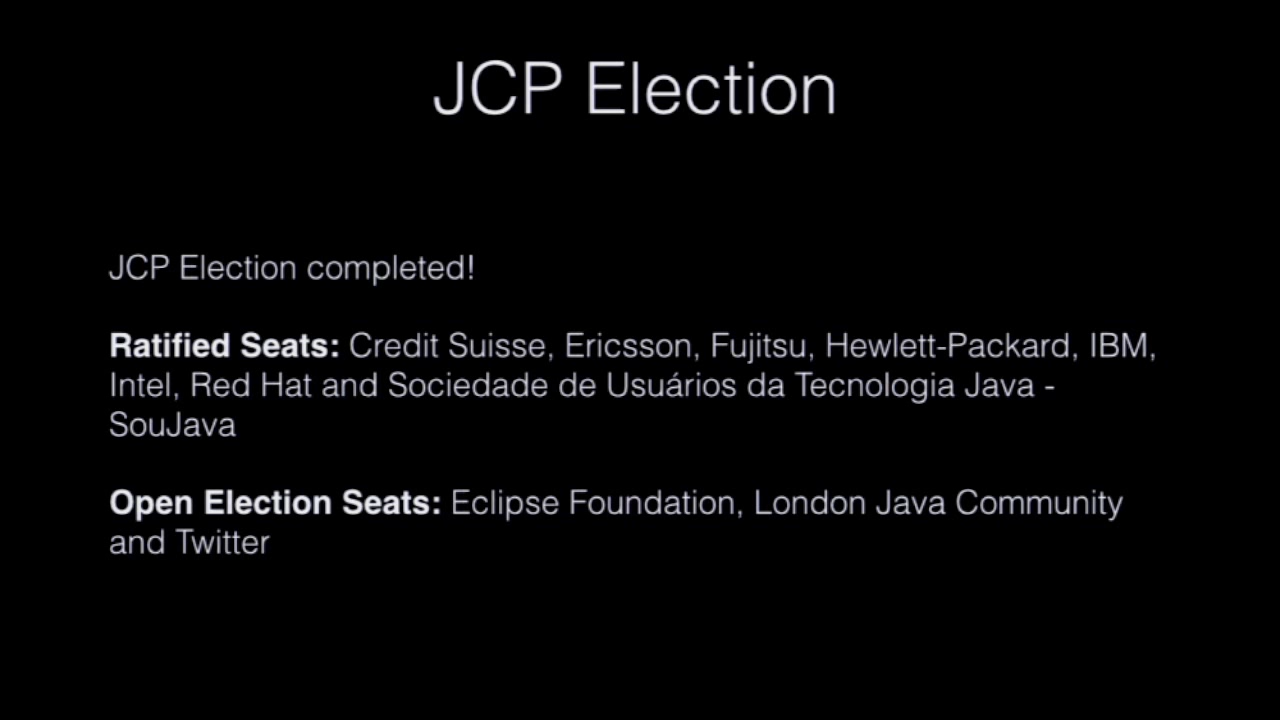 JCP Election
JCP Election completed!
Ratified Seats: Credit Suisse, Ericsson, Fujitsu, Hewlett-Packard, IBM,
Intel, Red Hat and Sociedade de Usuários da Tecnologia Java -
SouJava
Open Election Seats: Eclipse Foundation, London Java Community
and Twitter